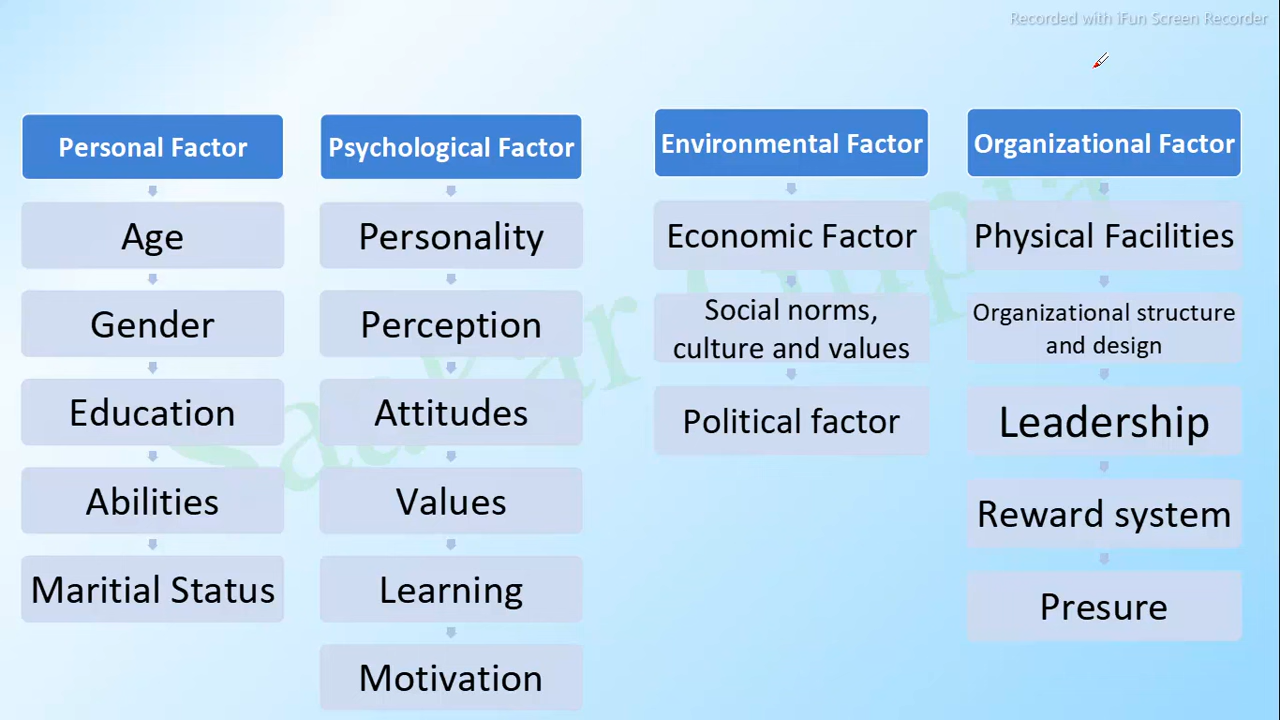 Recorded with iFun Screen Recorder
Personal Factor
Age
Gender
Education
Abilities
Maritial Status
Psychological Factor
Personality
Perception
Attitudes
Values
Learning
Motivation
Environmental Factor
Economic Factor
Social norms,
culture and values
Political factor
Organizational Factor
Physical Facilities
Organizational structure
and design
Leadership
Reward system
Presure